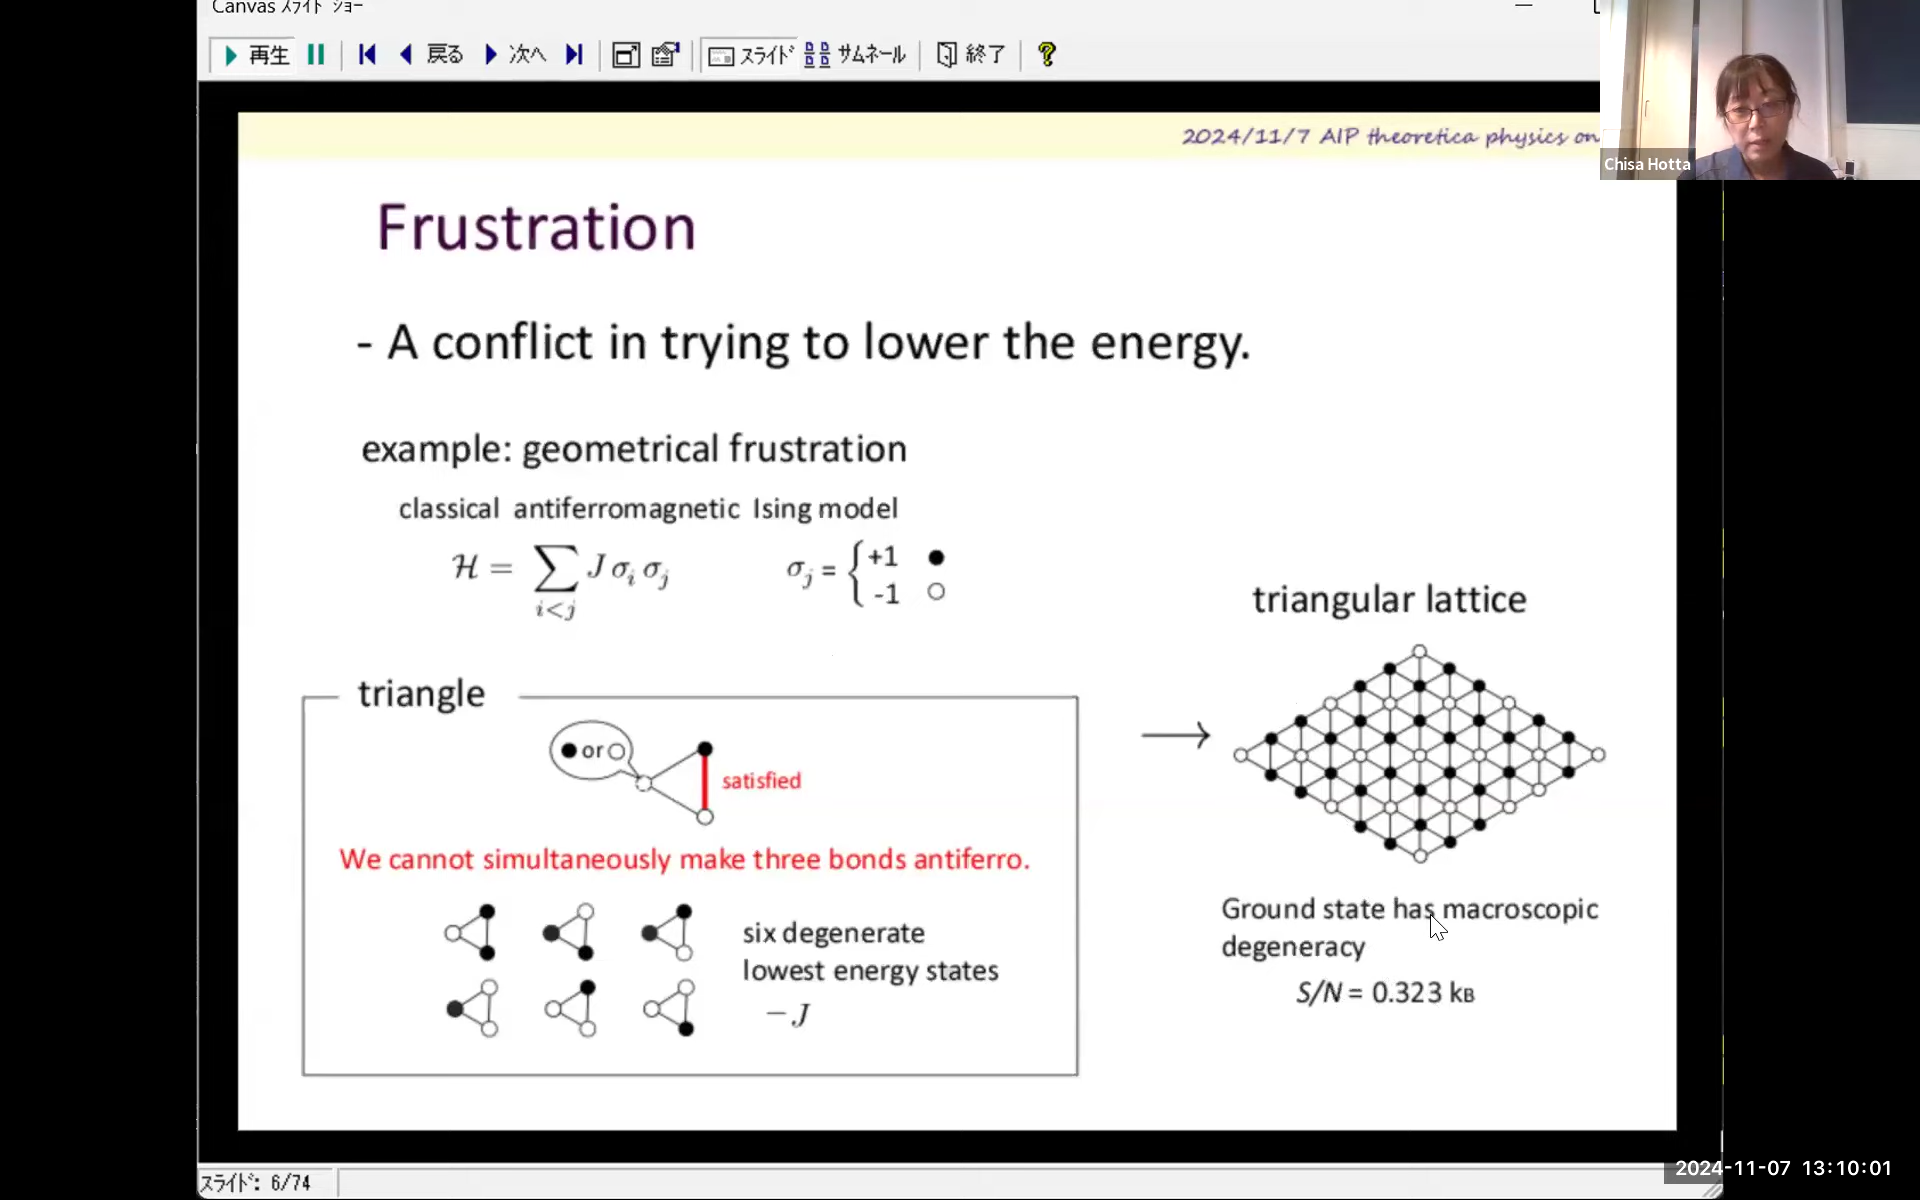 Canvas スライド ショー
再生 戻る 次へ スライド サムネール 終了 ?
2024/11/7 AIP theoretica physics on
Chisa Hotta
Frustration
- A conflict in trying to lower the energy.
example: geometrical frustration
classical antiferromagnetic Ising model
ℋ = ∑ J σi σj
i<j
σj = { +1 ●
-1 ○
triangular lattice
triangle
● or ○
satisfied
We cannot simultaneously make three bonds antiferro.
six degenerate
lowest energy states
− J
Ground state has macroscopic
degeneracy
S/N = 0.323 kB
スライド: 6/74
2024-11-07 13:10:01